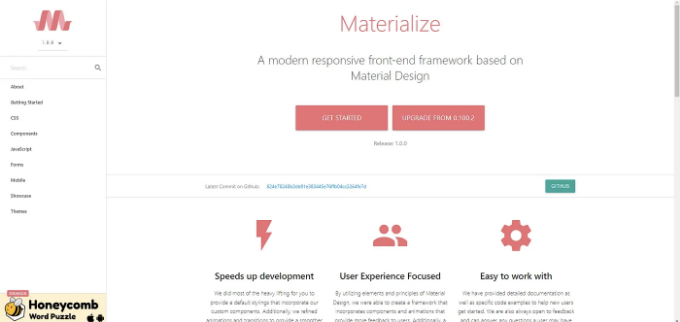 1.0.0
Search
About
Getting Started
CSS
Components
JavaScript
Forms
Mobile
Showcase
Themes
Honeycomb
Word Puzzle
Materialize
A modern responsive front-end framework based on
Material Design
GET STARTED
UPGRADE FROM 0.100.2
Release: 1.0.0
Latest Commit on Github:
GITHUB
Speeds up development
We did most of the heavy lifting for you to
provide a default stylings that incorporate our
custom components. Additionally, we refined
animations and transitions to provide a smoother
User Experience Focused
By utilizing elements and principles of Material
Design, we were able to create a framework that
incorporates components and animations that
provide more feedback to users. Additionally, a
Easy to work with
We have provided detailed documentation as
well as specific code examples to help new users
get started. We are also always open to feedback
and can answer any questions a user may have